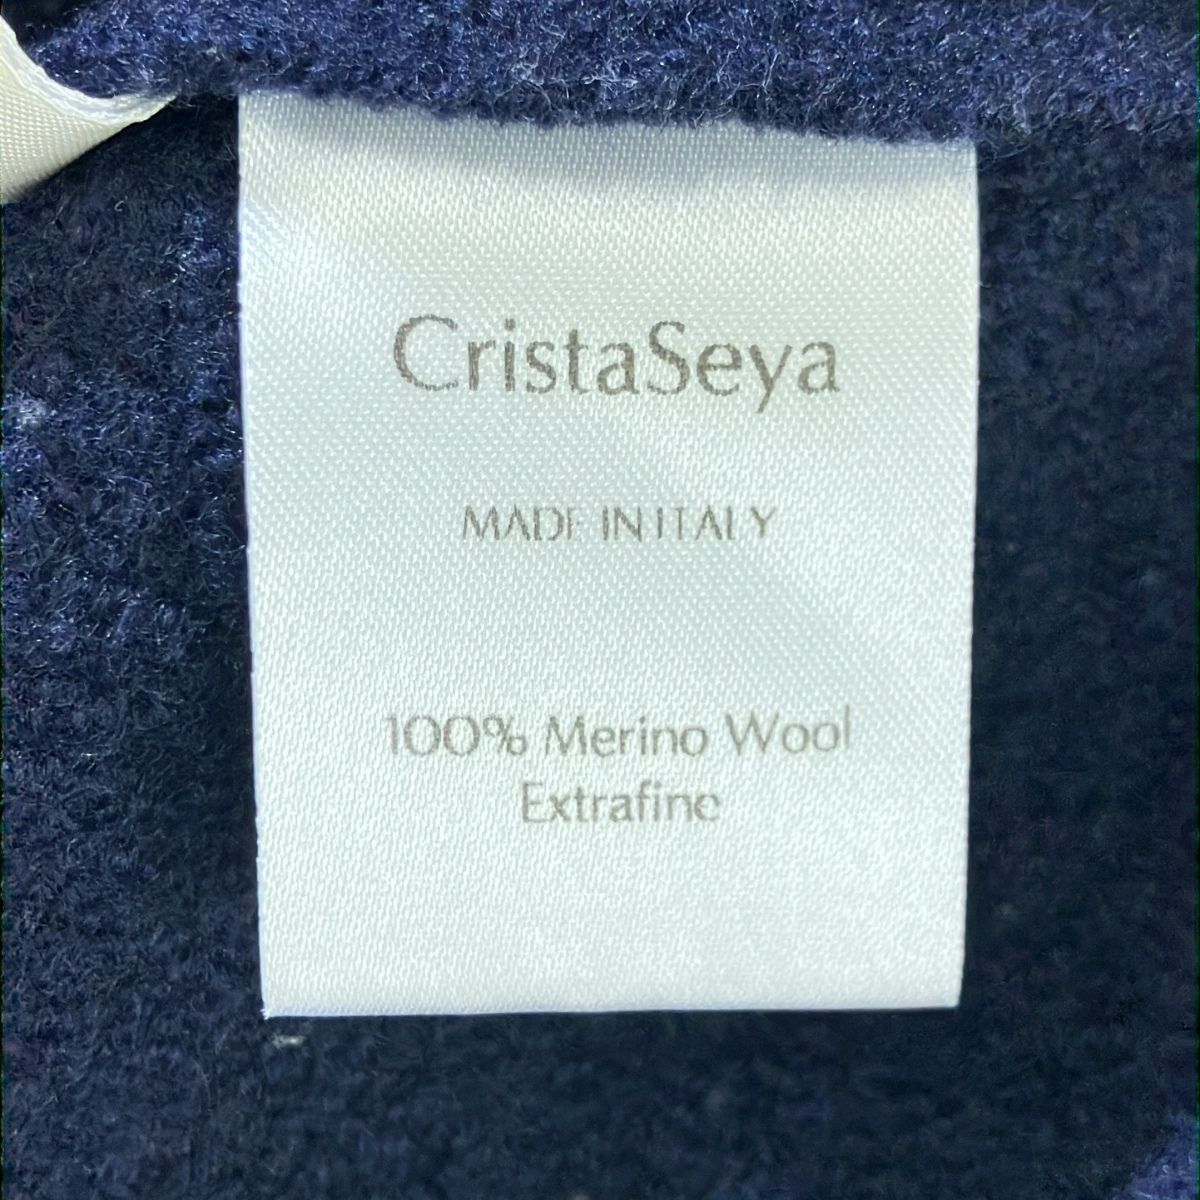 CristaSeya
MADE IN ITALY
100% Merino Wool
Extrafine